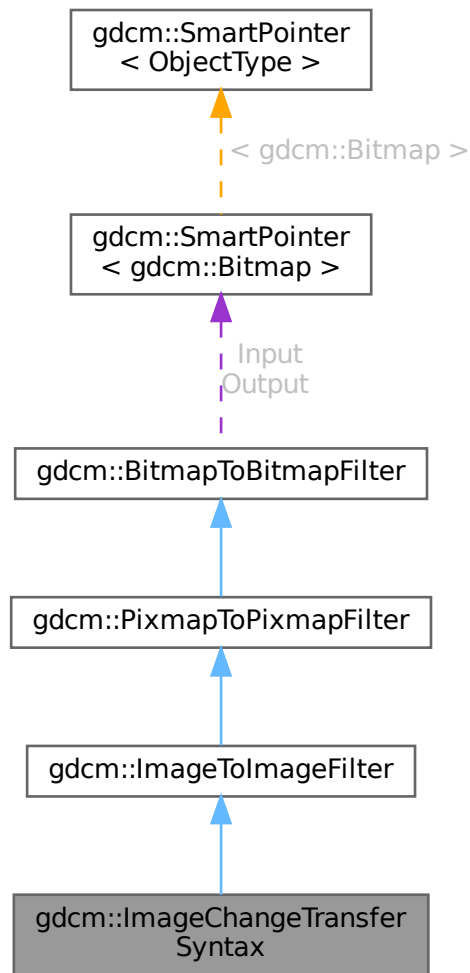 gdcm::SmartPointer
< ObjectType >
< gdcm::Bitmap >
gdcm::SmartPointer
< gdcm::Bitmap >
Input
Output
gdcm::BitmapToBitmapFilter
gdcm::PixmapToPixmapFilter
gdcm::ImageToImageFilter
gdcm::ImageChangeTransfer
Syntax